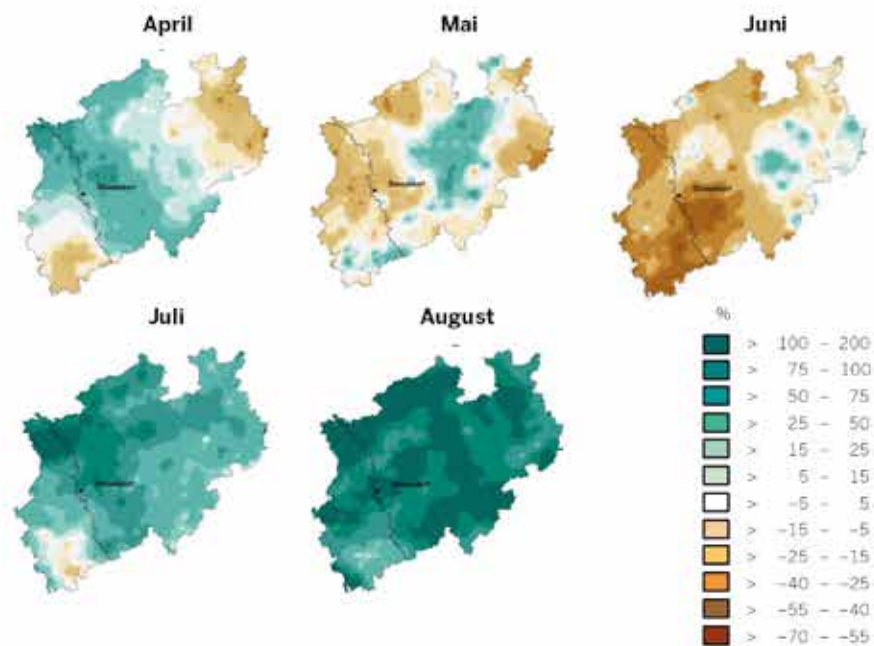 April Mai Juni
Juli August
%
> 100 – 200
> 75 – 100
> 50 – 75
> 25 – 50
> 15 – 25
> 5 – 15
> –5 – 5
> –15 – –5
> –25 – –15
> –40 – –25
> –55 – –40
> –70 – –55